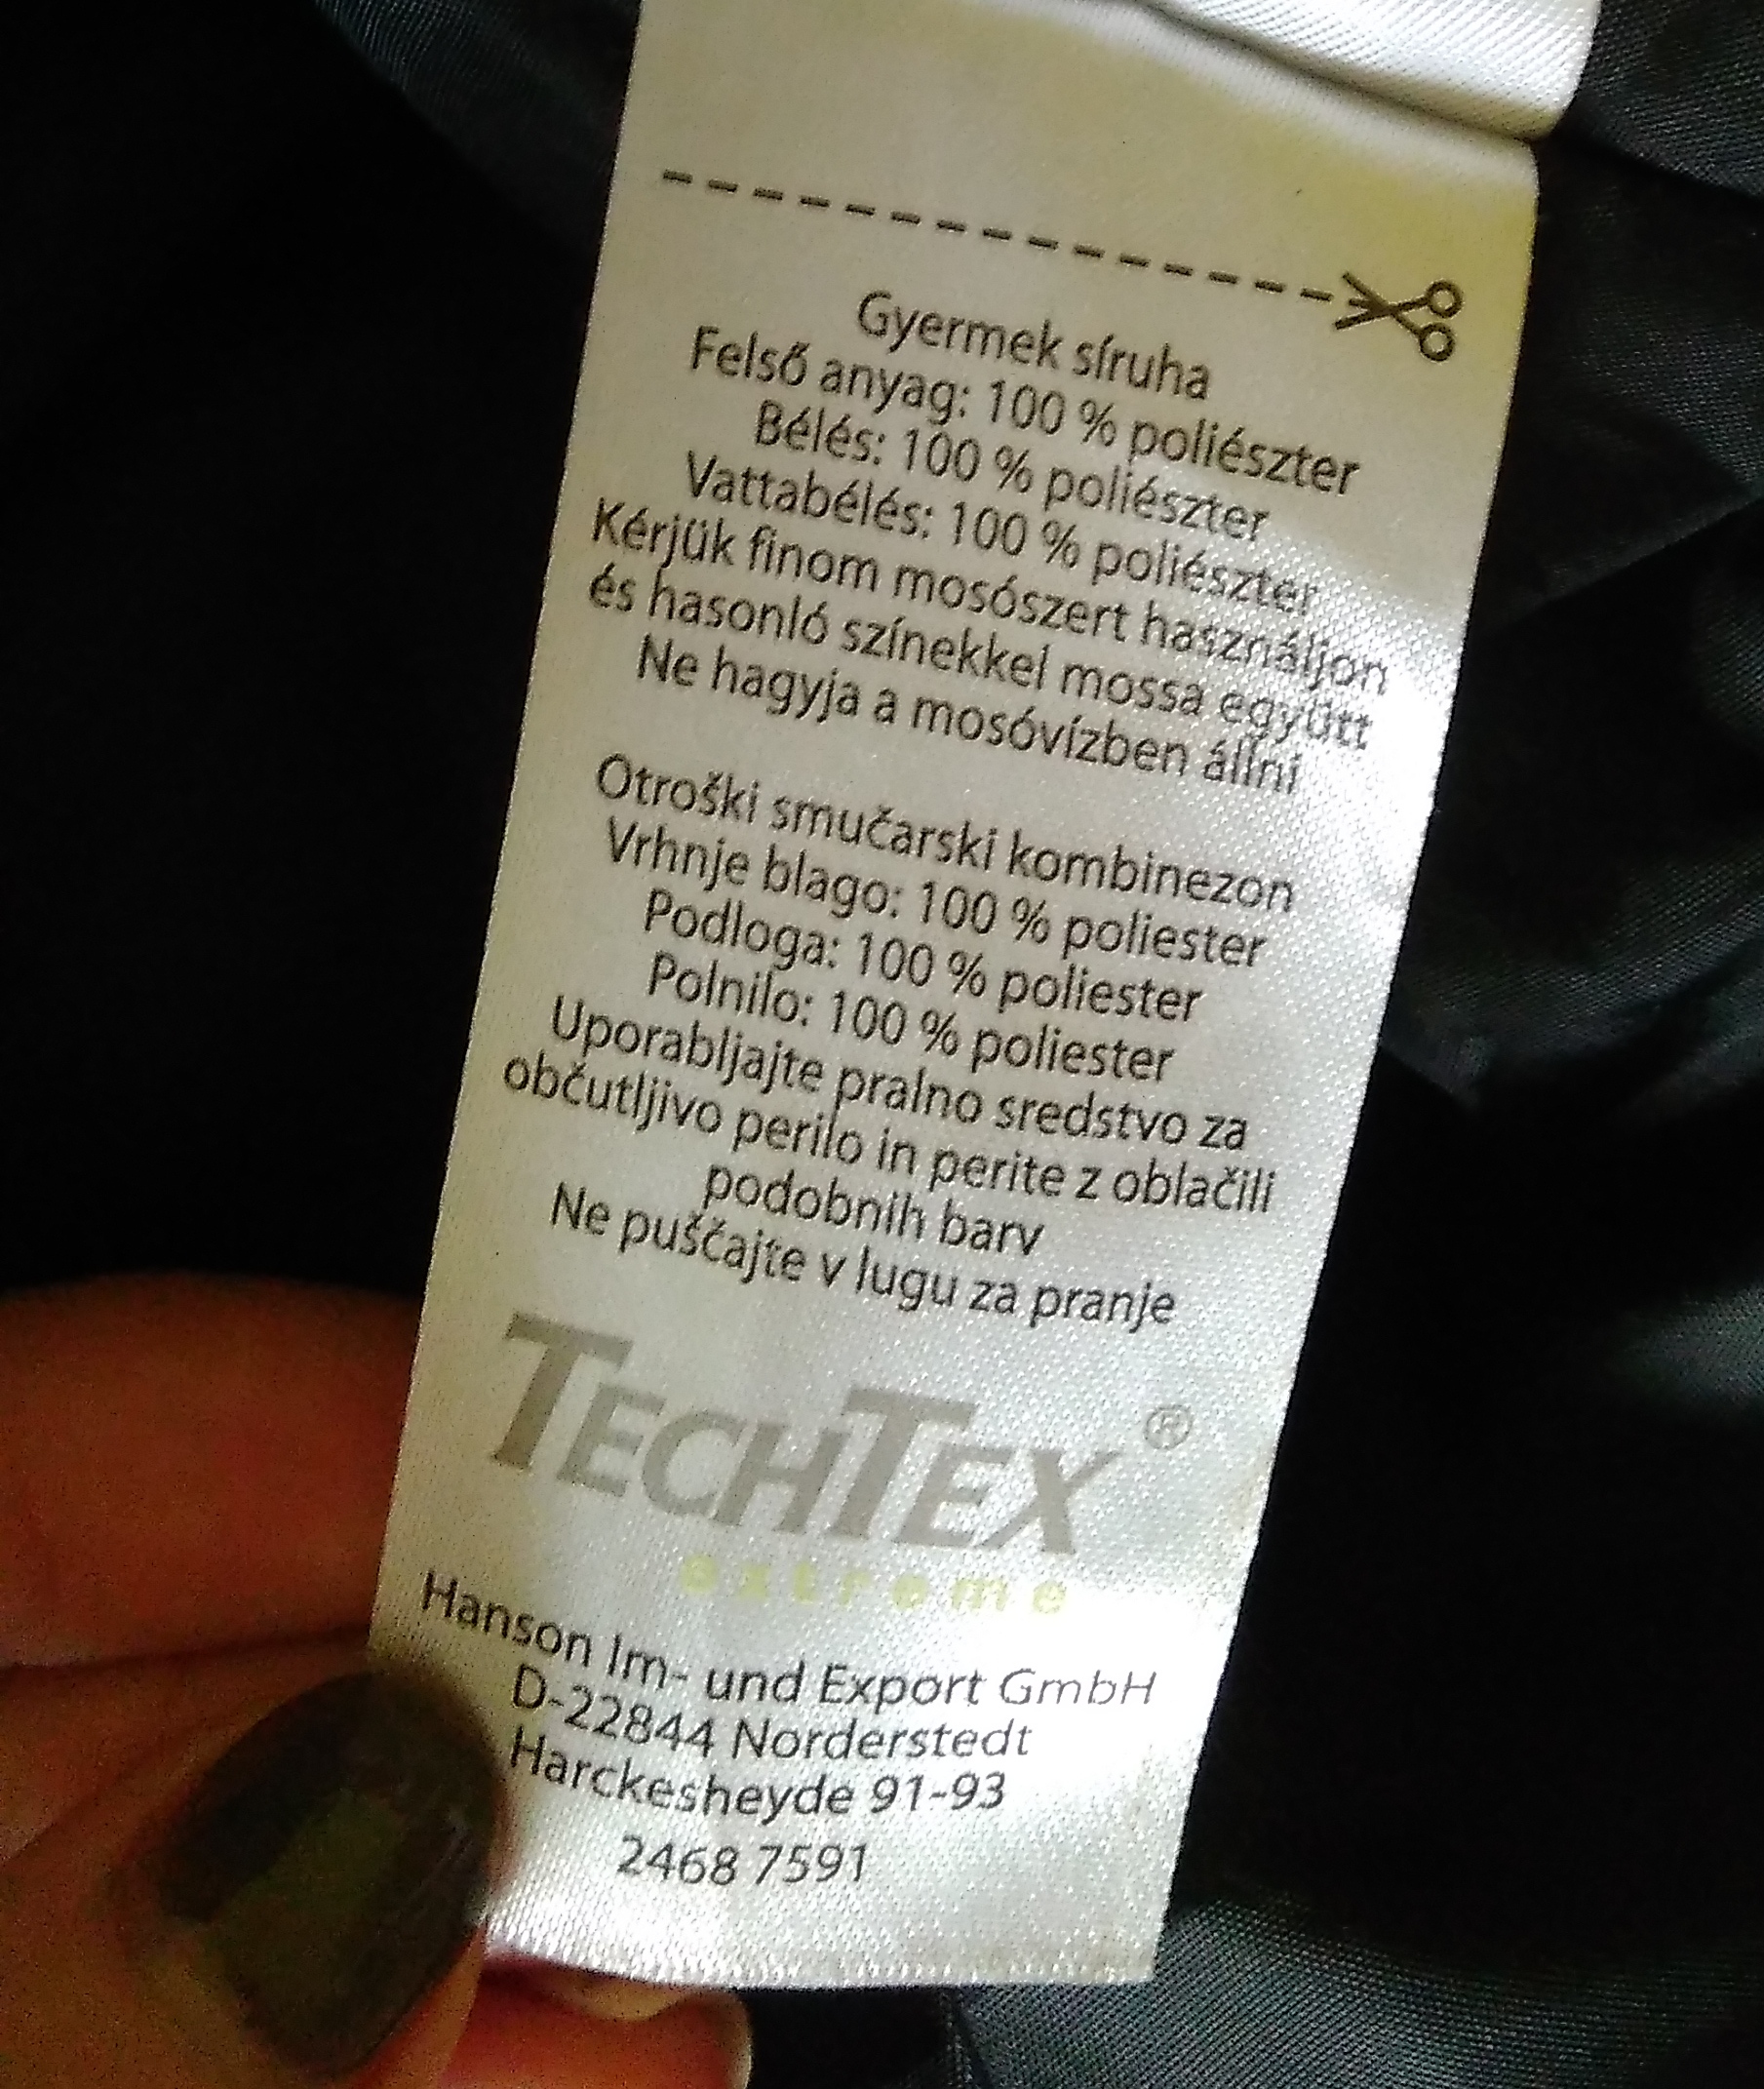 Gyermek síruha
Felső anyag: 100 % poliészter
Bélés: 100 % poliészter
Vattabélés: 100 % poliészter
Kérjük finom mosószert használjon
és hasonló színekkel mossa együtt
Ne hagyja a mosóvízben állni
Otroški smučarski kombinezon
Vrhnje blago: 100 % poliester
Podloga: 100 % poliester
Polnilo: 100 % poliester
Uporabljajte pralno sredstvo za
občutljivo perilo in perite z oblačili
podobnih barv
Ne puščajte v lugu za pranje
TECHTEX ®
extreme
Hanson Im- und Export GmbH
D-22844 Norderstedt
Harckesheyde 91-93
2468 7591